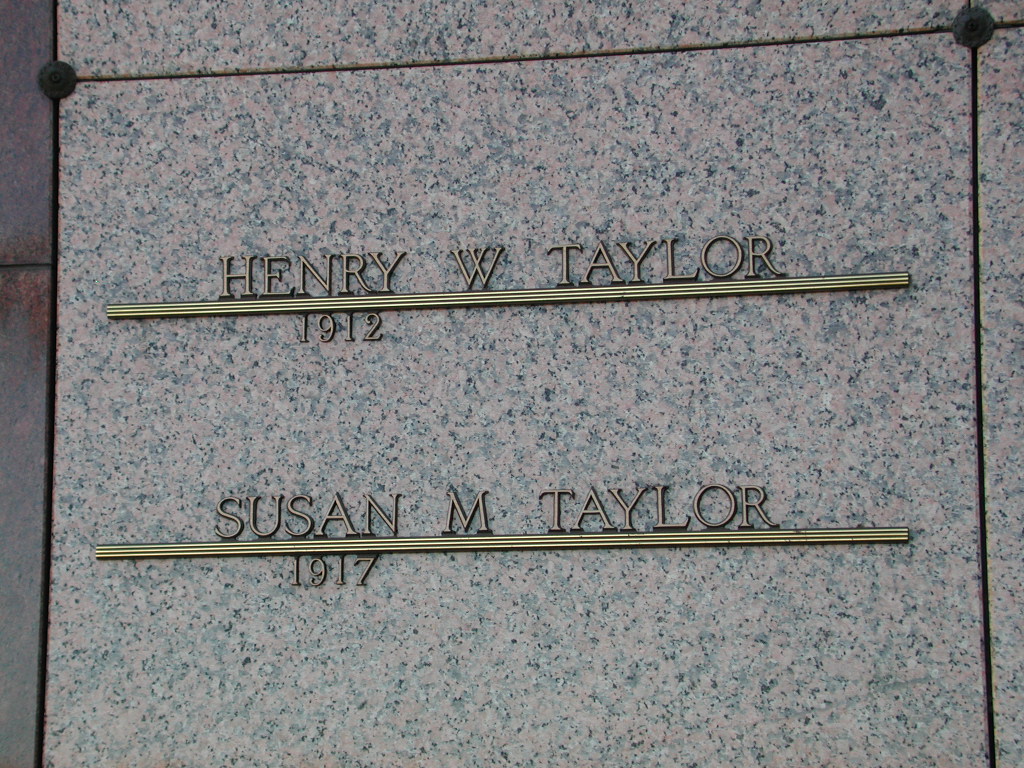 HENRY W TAYLOR
1912
SUSAN M TAYLOR
1917